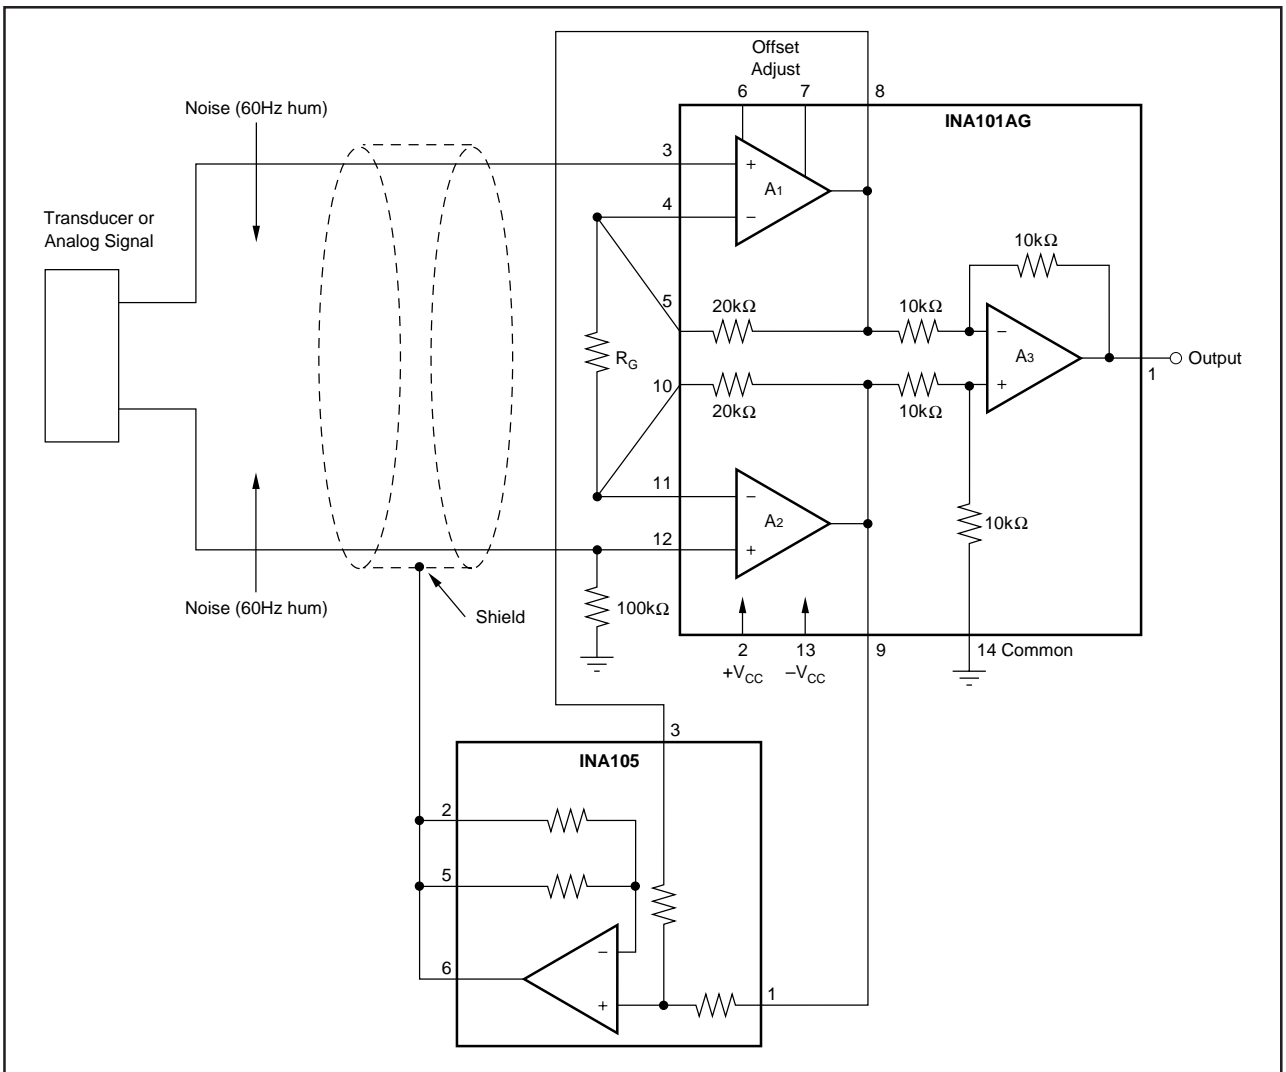 Offset
Adjust
6 7 8
Noise (60Hz hum)
INA101AG
3
+
A1
4
−
Transducer or
Analog Signal
10kΩ
5
20kΩ
10kΩ
−
RG
A3
Output
1
10
+
20kΩ
10kΩ
11
−
A2
10kΩ
12
+
Noise (60Hz hum)
Shield
100kΩ
2 13 9 14 Common
+VCC −VCC
3
INA105
2
5
−
6
+
1